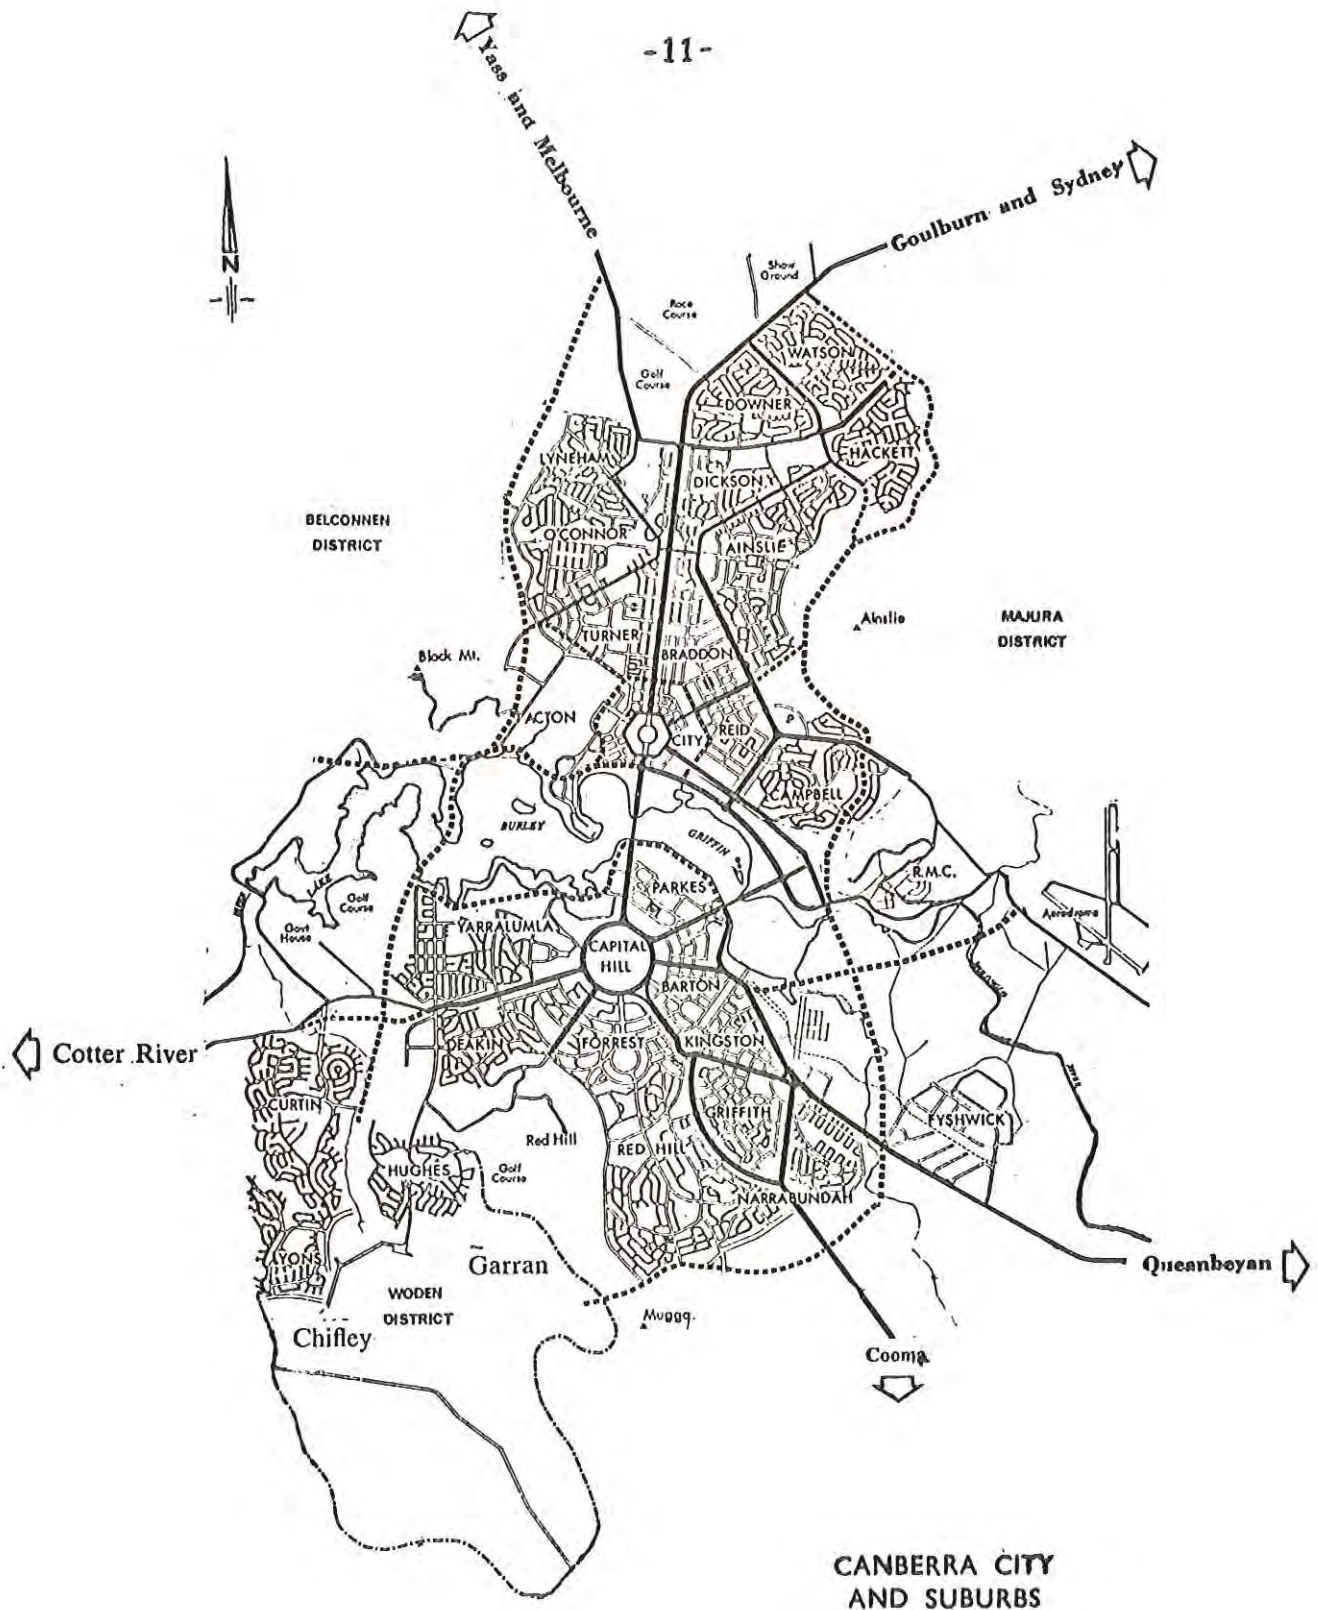 -11-
Yass and Melbourne
Goulburn and Sydney
N
Show
Ground
Race
Course
Golf
Course
WATSON
DOWNER
LYNEHAM
HACKETT
DICKSON
BELCONNEN
DISTRICT
O'CONNOR
AINSLIE
Ainslie
MAJURA
DISTRICT
TURNER
BRADDON
Black Mt.
ACTON
CITY
REID
P
CAMPBELL
BURLEY
GRIFFIN
LAKE
R.M.C.
PARKES
Golf
Course
Govt
House
YARRALUMLA
CAPITAL
HILL
Aerodrome
BARTON
Cotter River
DEAKIN
FORREST
KINGSTON
CURTIN
GRIFFITH
FYSHWICK
Red Hill
RED HILL
HUGHES
Golf
Course
NARRABUNDAH
LYONS
Garran
Queanbeyan
WODEN
DISTRICT
Chifley
Mugga.
Cooma
CANBERRA CITY
AND SUBURBS